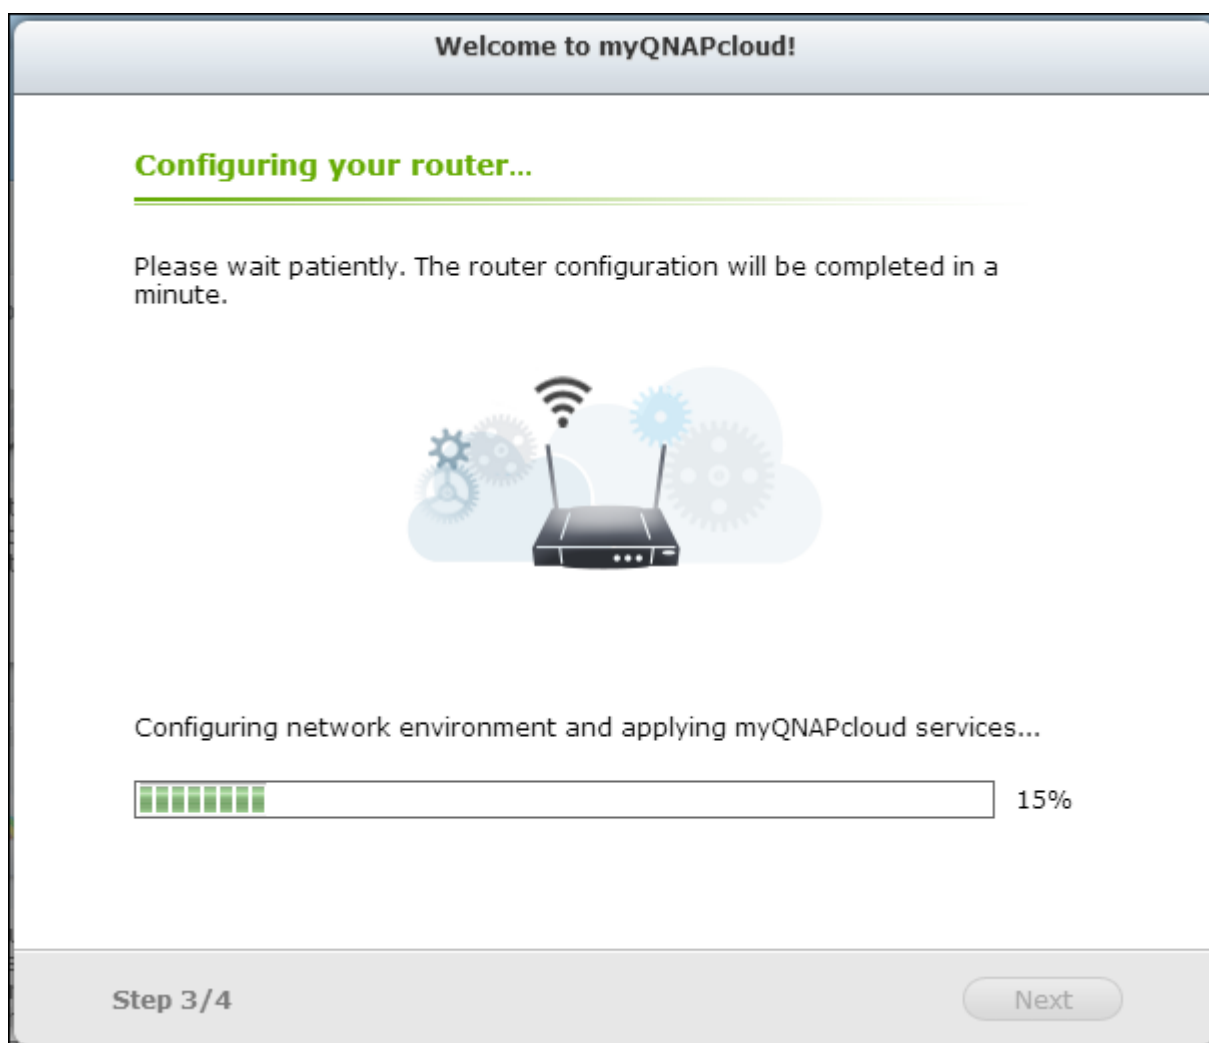 Welcome to myQNAPcloud!
Configuring your router...
Please wait patiently. The router configuration will be completed in a
minute.
Configuring network environment and applying myQNAPcloud services...
15%
Step 3/4
Next